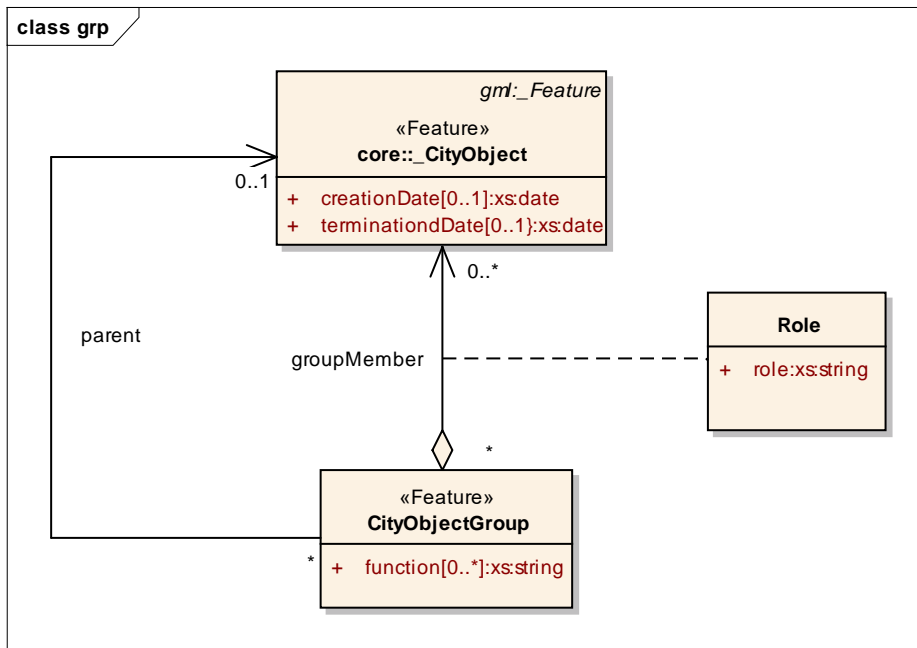 class grp
gml:_Feature
«Feature»
core::_CityObject
+ creationDate[0..1]:xs:date
+ terminationdDate[0..1}:xs:date
0..1
0..*
parent
groupMember
Role
+ role:xs:string
*
«Feature»
CityObjectGroup
+ function[0..*]:xs:string
*